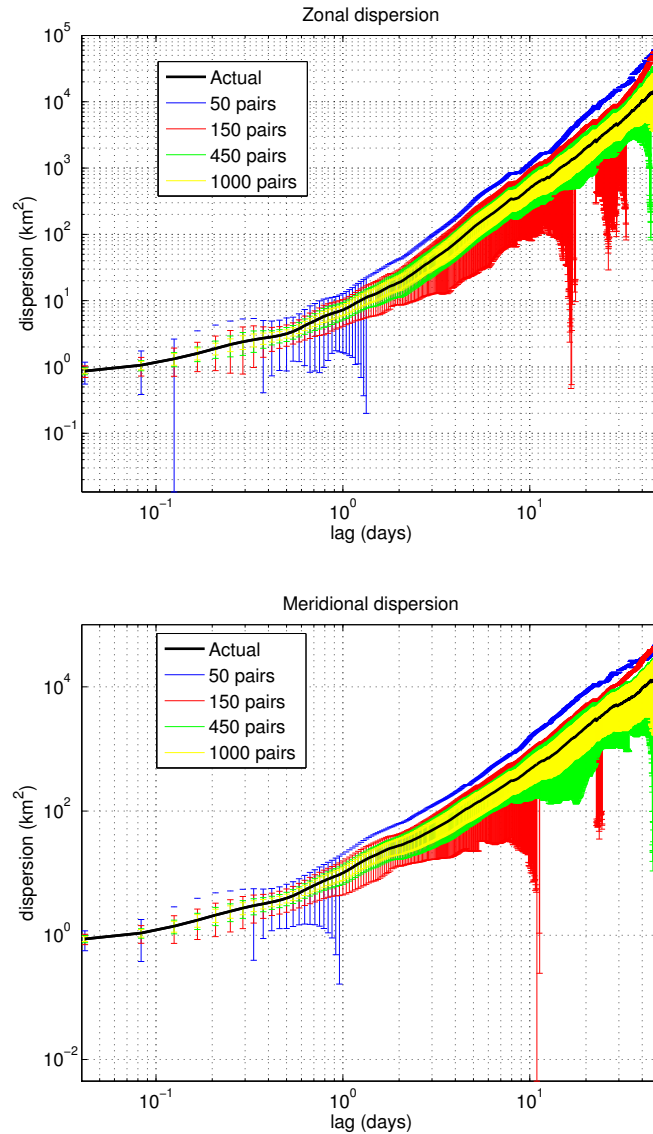 Zonal dispersion
10^5
10^4
10^3
10^2
10^1
10^0
10^−1
dispersion (km^2)
Actual
50 pairs
150 pairs
450 pairs
1000 pairs
10^−1 10^0 10^1
lag (days)
Meridional dispersion
10^4
10^2
10^0
10^−2
dispersion (km^2)
Actual
50 pairs
150 pairs
450 pairs
1000 pairs
10^−1 10^0 10^1
lag (days)